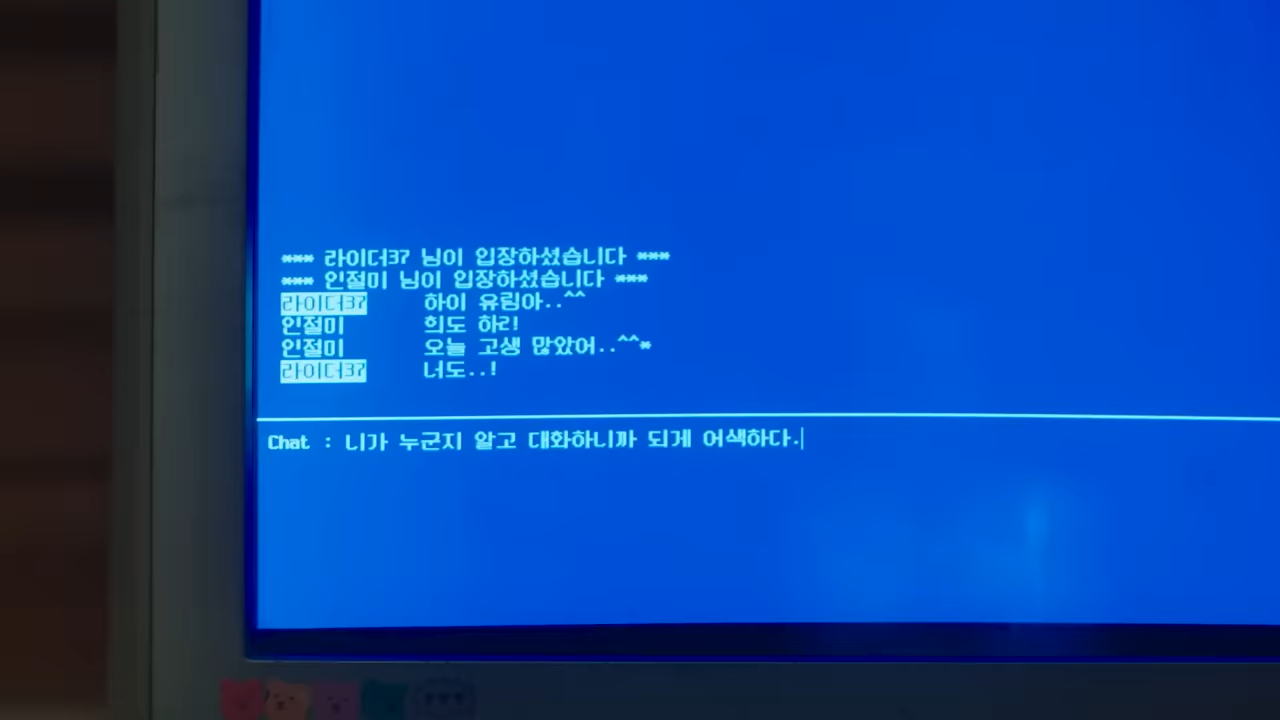 *** 라이더37 님이 입장하셨습니다 ***
*** 인절미 님이 입장하셨습니다 ***
라이더37 하이 유림아..^^
인절미 희도 하리!
인절미 오늘 고생 많았어..^^*
라이더37 너도..!
Chat : 니가 누군지 알고 대화하니까 되게 어색하다.